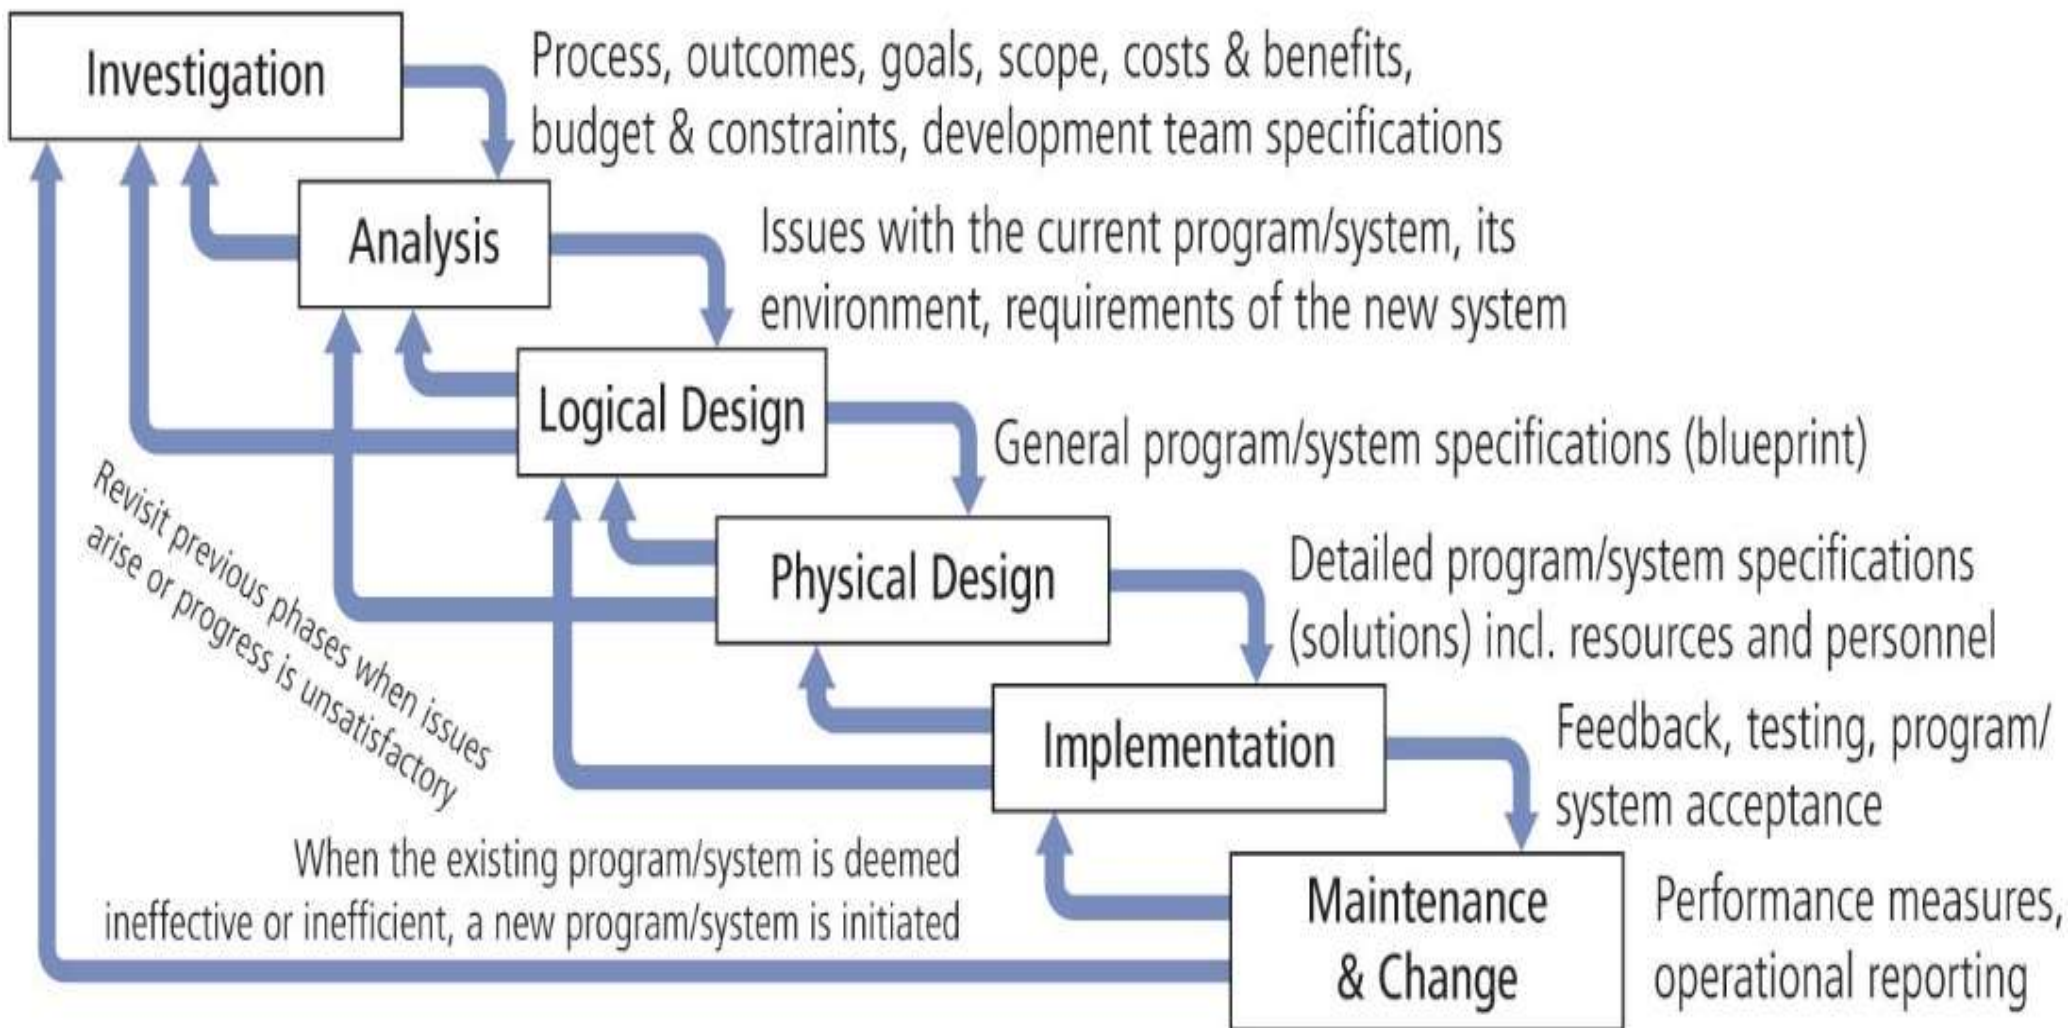 Investigation
Process, outcomes, goals, scope, costs & benefits,
budget & constraints, development team specifications
Analysis
Issues with the current program/system, its
environment, requirements of the new system
Logical Design
General program/system specifications (blueprint)
Physical Design
Detailed program/system specifications
(solutions) incl. resources and personnel
Revisit previous phases when issues
arise or progress is unsatisfactory
Implementation
Feedback, testing, program/
system acceptance
When the existing program/system is deemed
ineffective or inefficient, a new program/system is initiated
Maintenance
& Change
Performance measures,
operational reporting